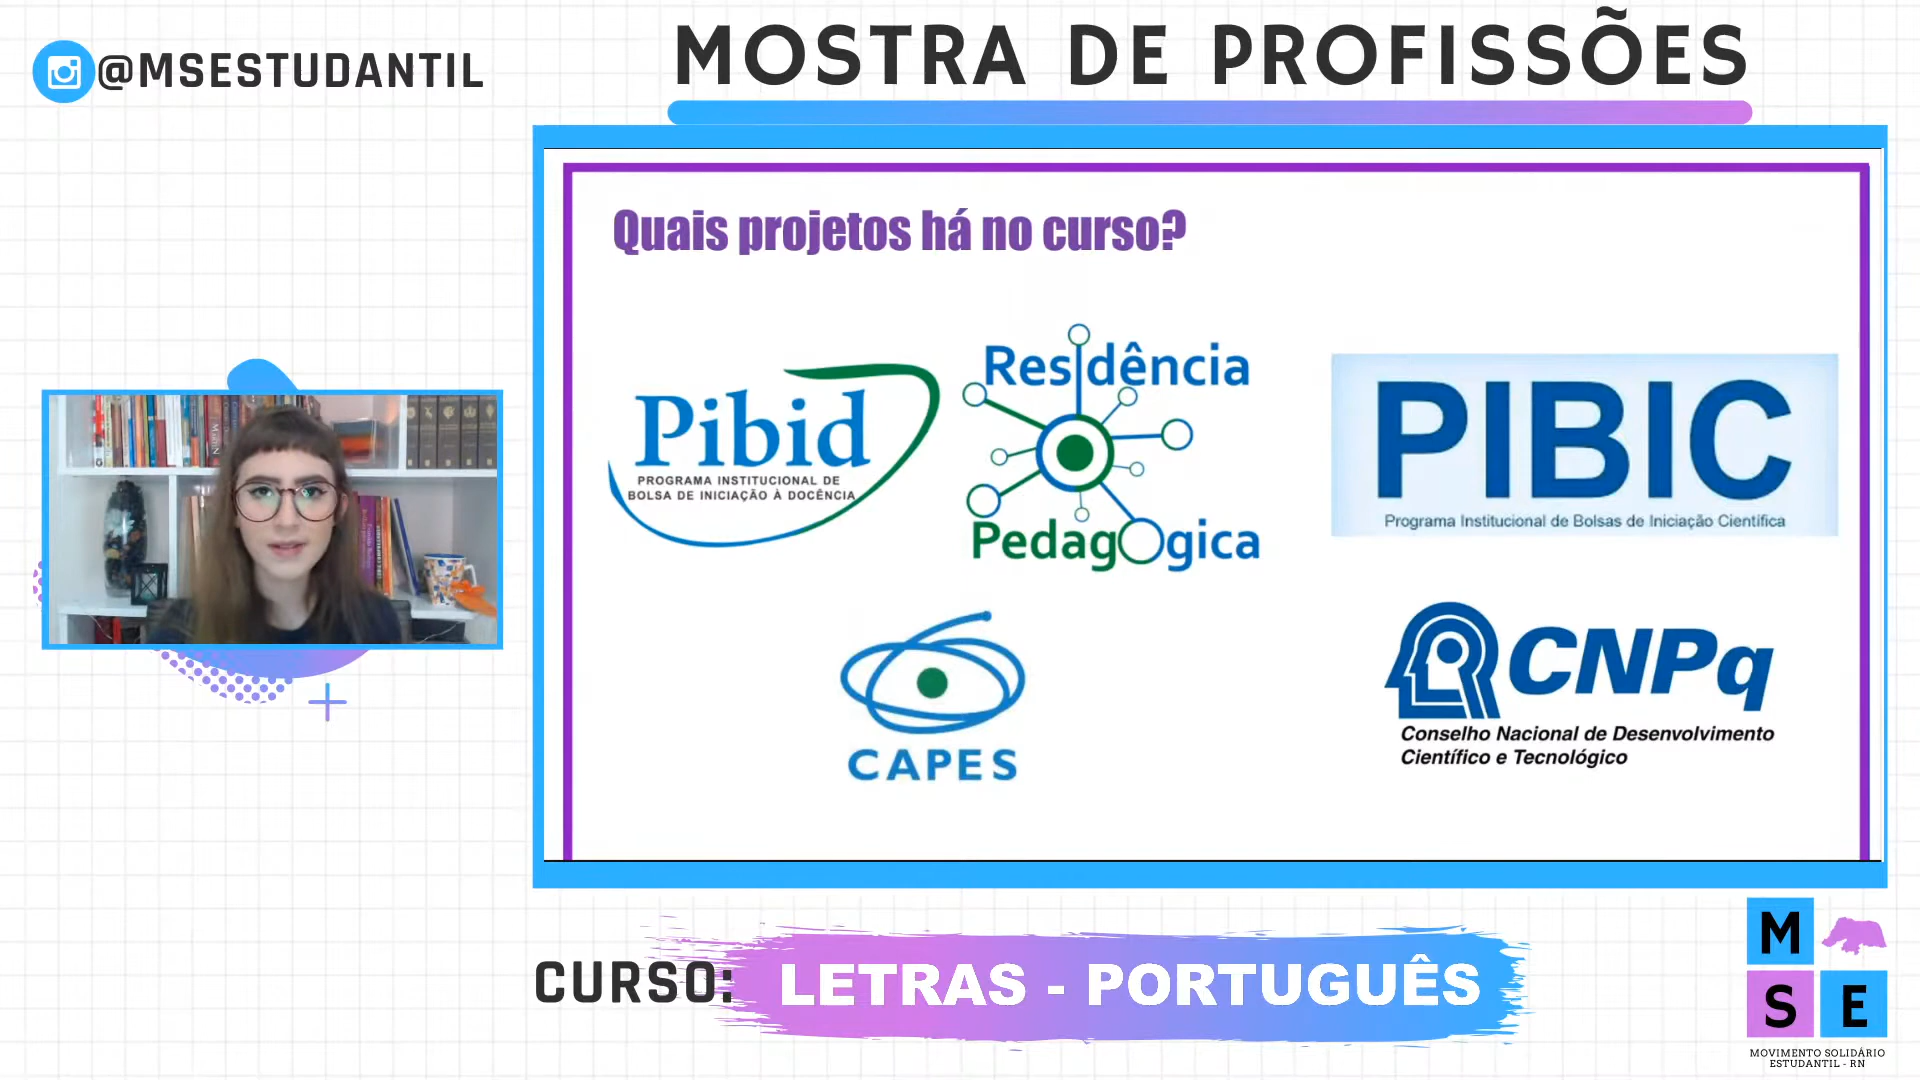 @MSESTUDANTIL
MOSTRA DE PROFISSÕES
Quais projetos há no curso?
Pibid
PROGRAMA INSTITUCIONAL DE
BOLSA DE INICIAÇÃO À DOCÊNCIA
Residência
Pedagógica
PIBIC
Programa Institucional de Bolsas de Iniciação Científica
CAPES
CNPq
Conselho Nacional de Desenvolvimento
Científico e Tecnológico
CURSO: LETRAS - PORTUGUÊS
M
S E
MOVIMENTO SOLIDÁRIO
ESTUDANTIL - RN